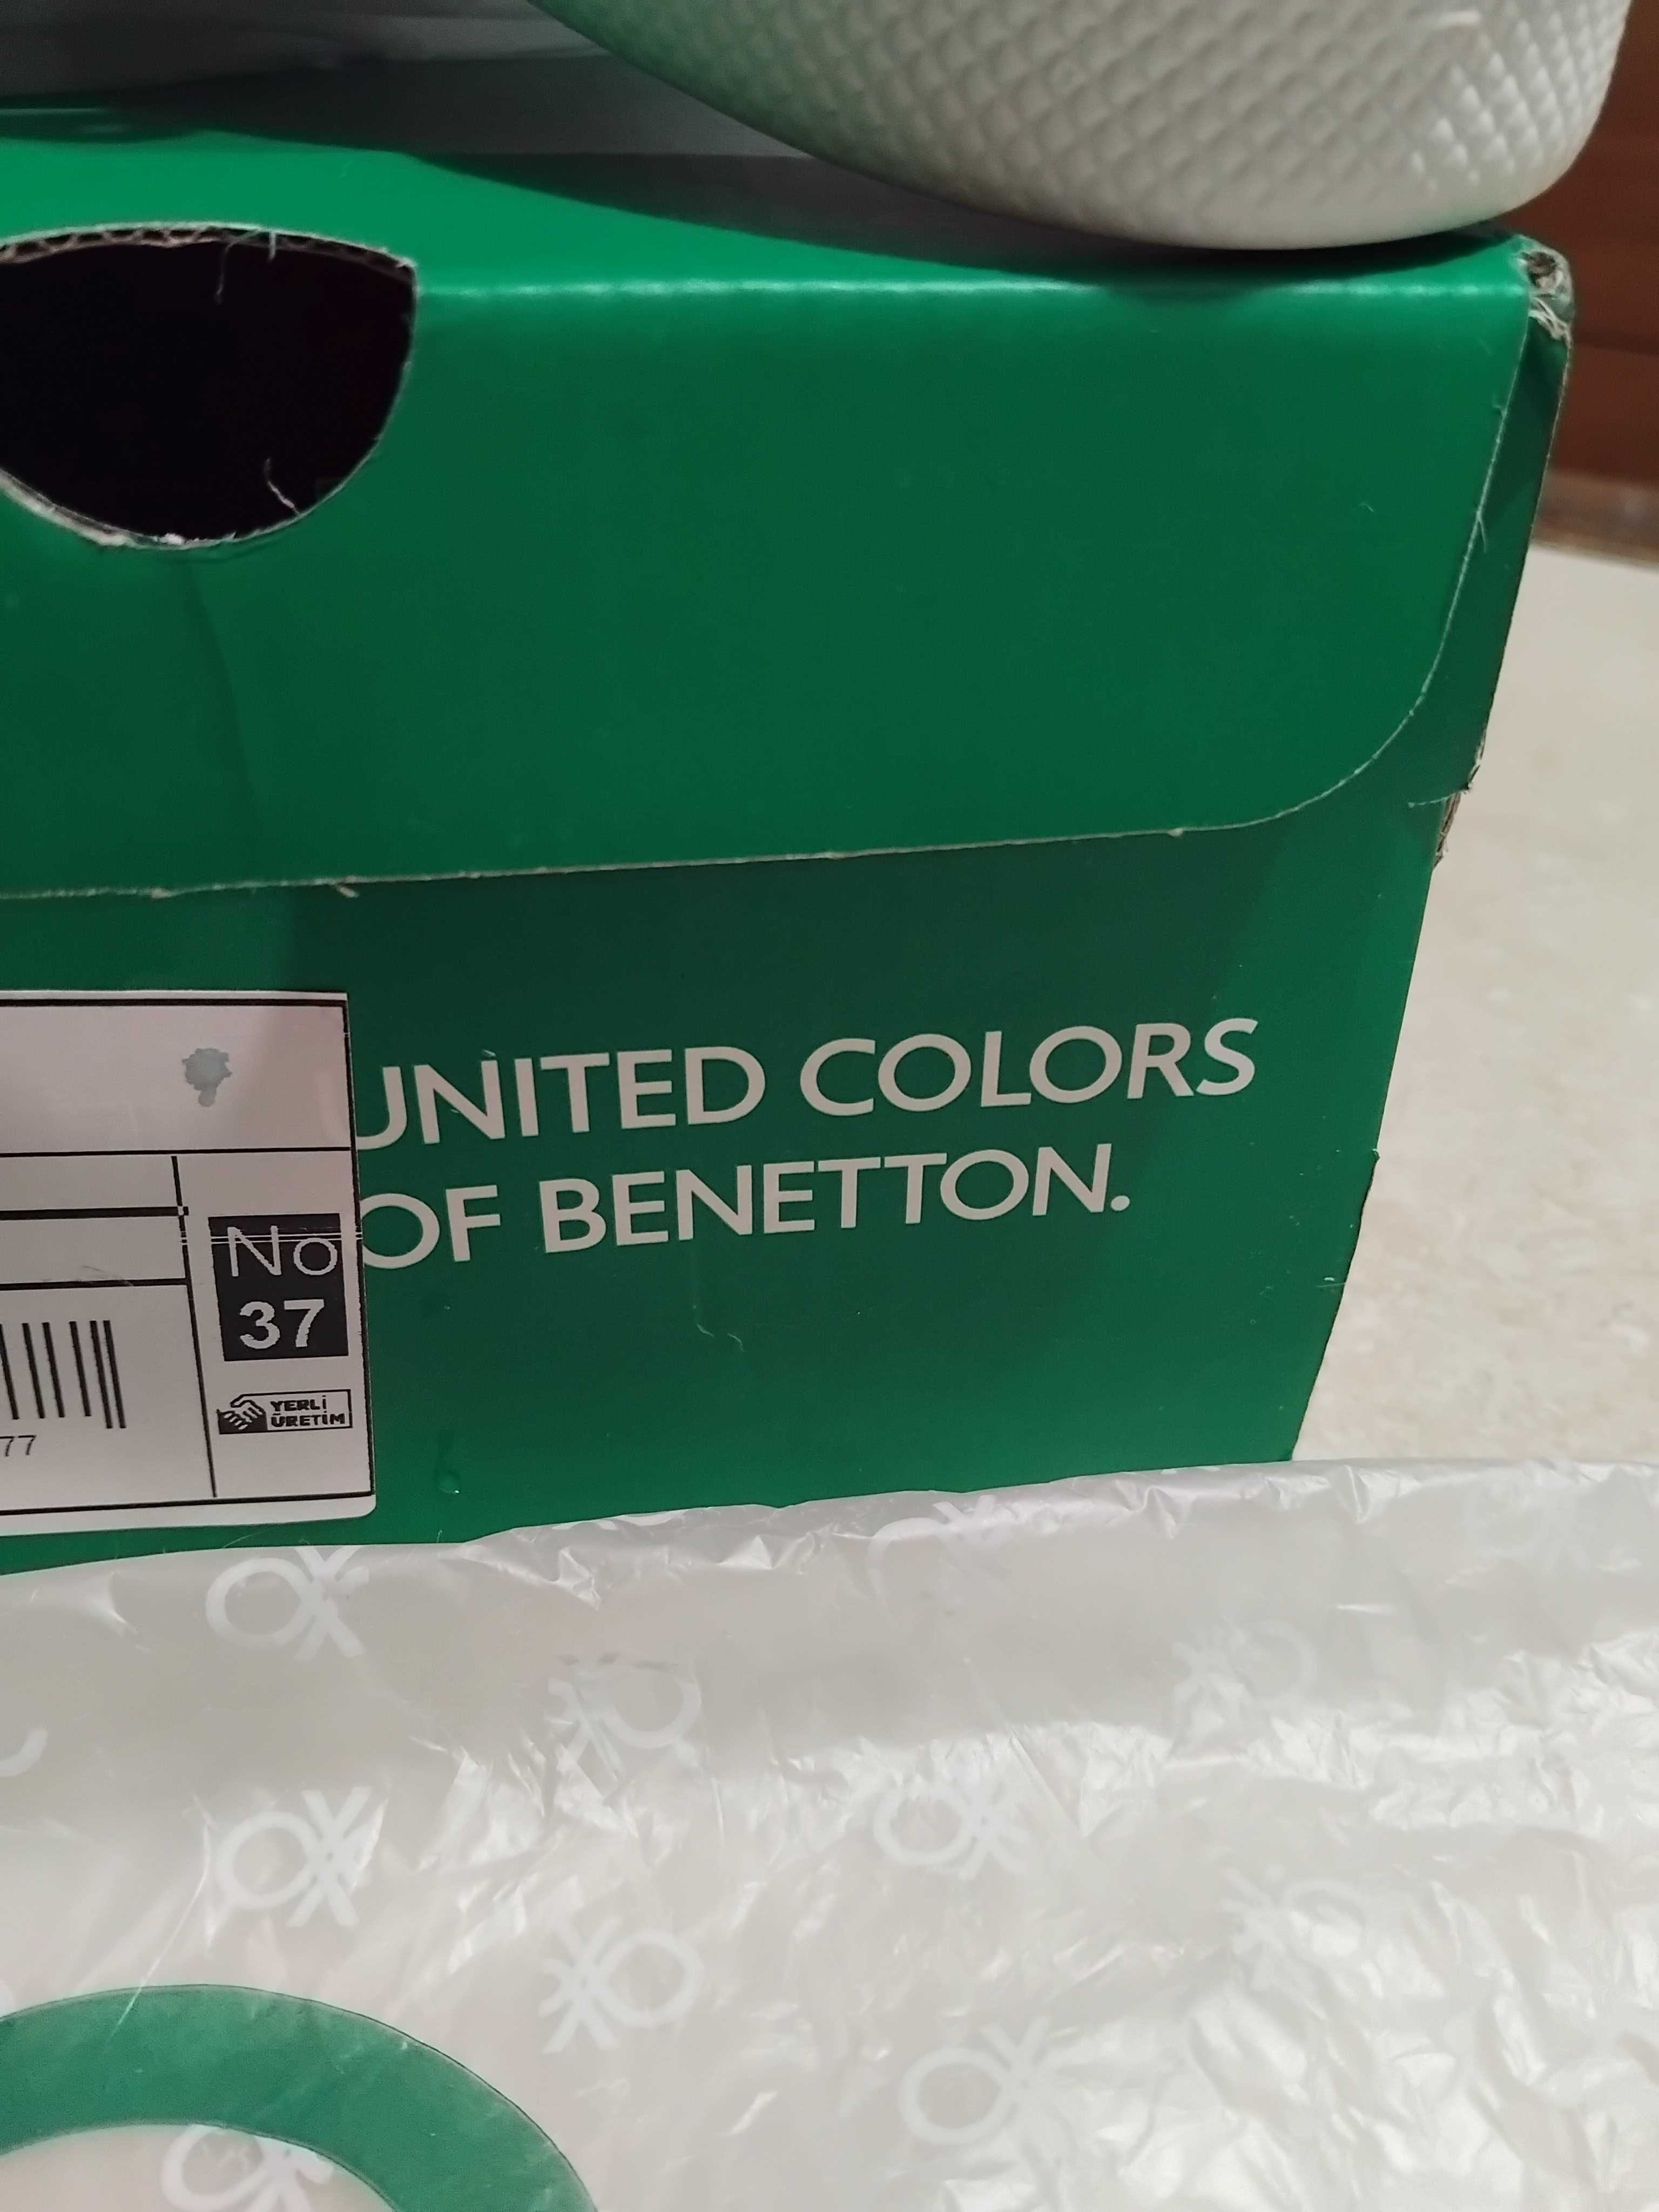 UNITED COLORS
OF BENETTON.
No
37
YERLİ
ÜRETİM
77